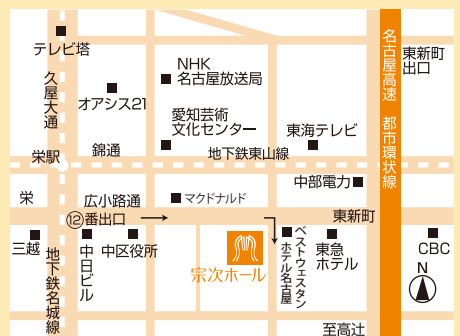 テレビ塔
久屋大通
オアシス21
NHK
名古屋放送局
愛知芸術
文化センター
東海テレビ
名古屋高速 都市環状線
東新町
出口
栄駅
錦通
地下鉄東山線
中部電力
栄
広小路通
マクドナルド
東新町
⑫番出口
三越
地下鉄名城線
中日ビル
中区役所
宗次ホール
ベストウェスタン
ホテル名古屋
東急
ホテル
CBC
N
至高辻